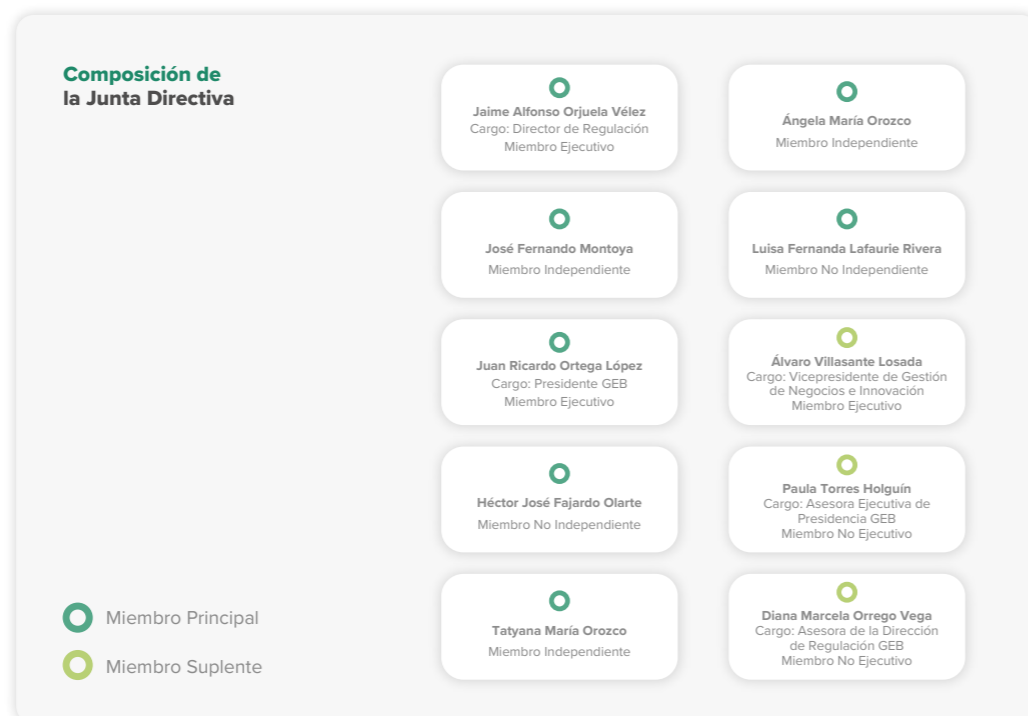 Composición de
la Junta Directiva
Jaime Alfonso Orjuela Vélez
Cargo: Director de Regulación
Miembro Ejecutivo
Ángela María Orozco
Miembro Independiente
José Fernando Montoya
Miembro Independiente
Luisa Fernanda Lafaurie Rivera
Miembro No Independiente
Juan Ricardo Ortega López
Cargo: Presidente GEB
Miembro Ejecutivo
Álvaro Villasante Losada
Cargo: Vicepresidente de Gestión
de Negocios e Innovación
Miembro Ejecutivo
Héctor José Fajardo Olarte
Miembro No Independiente
Paula Torres Holguín
Cargo: Asesora Ejecutiva de
Presidencia GEB
Miembro No Ejecutivo
Tatyana María Orozco
Miembro Independiente
Diana Marcela Orrego Vega
Cargo: Asesora de la Dirección
de Regulación GEB
Miembro No Ejecutivo
Miembro Principal
Miembro Suplente